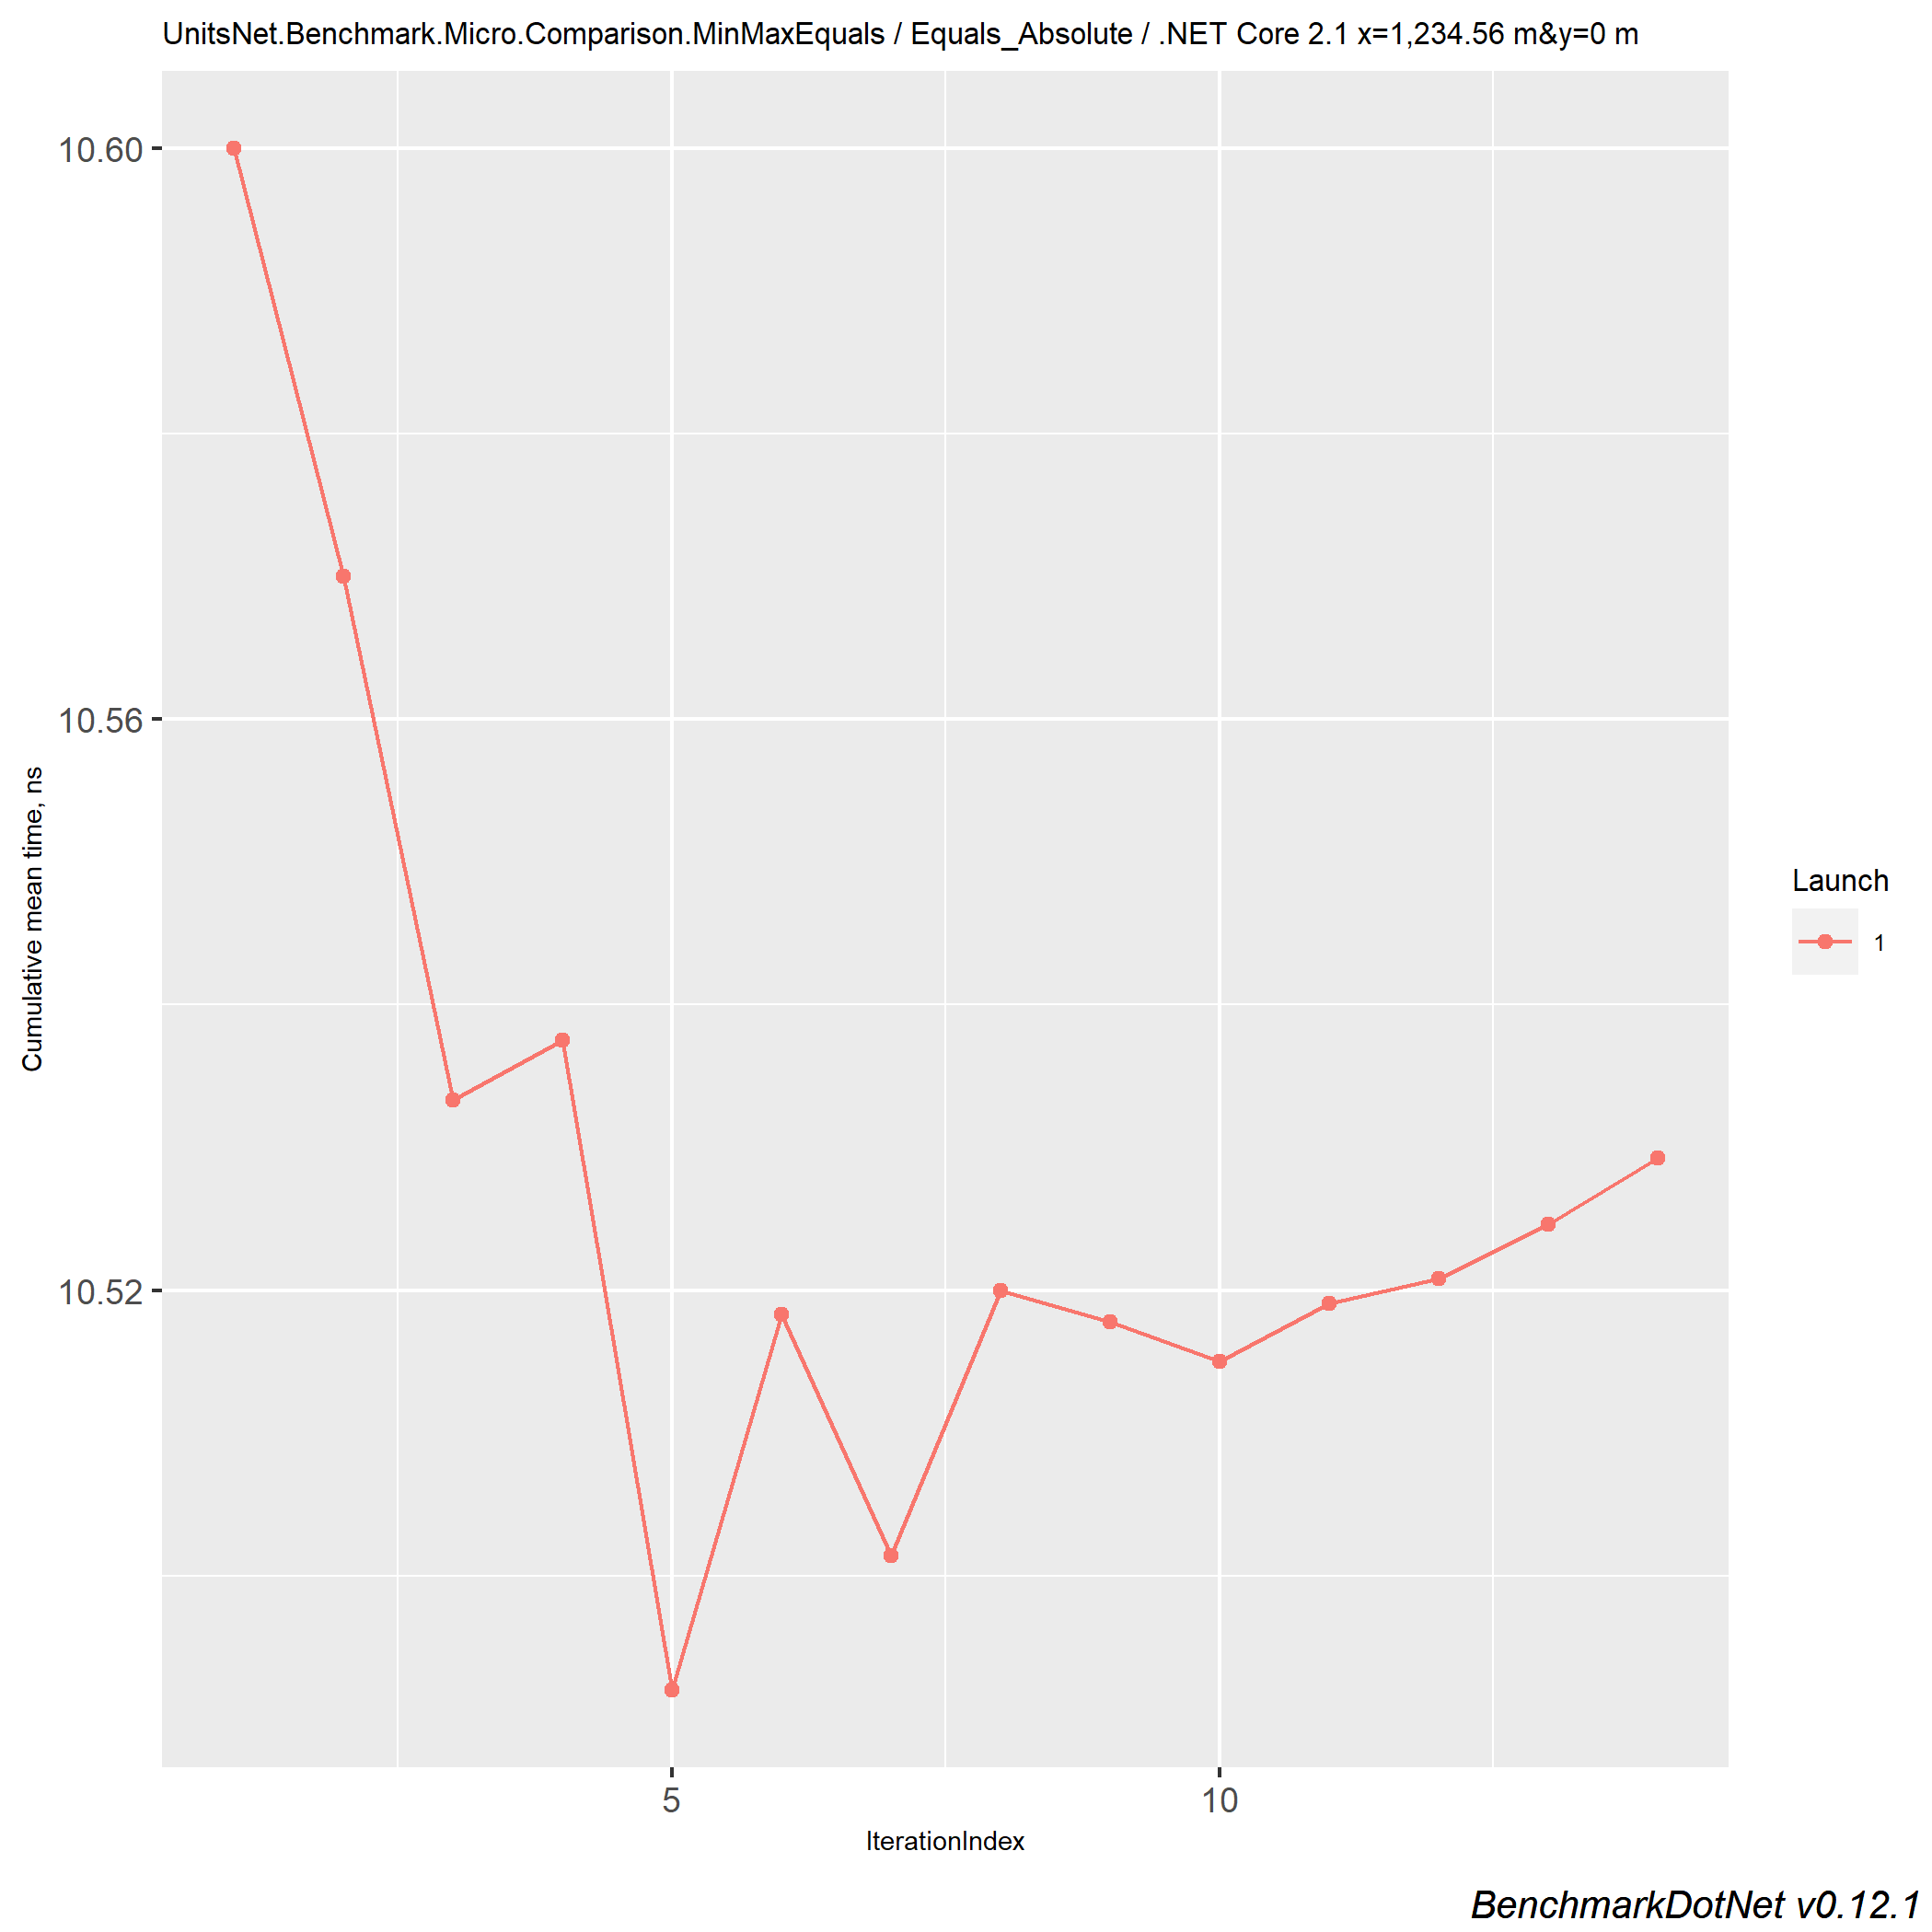 UnitsNet.Benchmark.Micro.Comparison.MinMaxEquals / Equals_Absolute / .NET Core 2.1 x=1,234.56 m&y=0 m
10.60
10.56
10.52
Cumulative mean time, ns
5
10
IterationIndex
Launch
1
BenchmarkDotNet v0.12.1